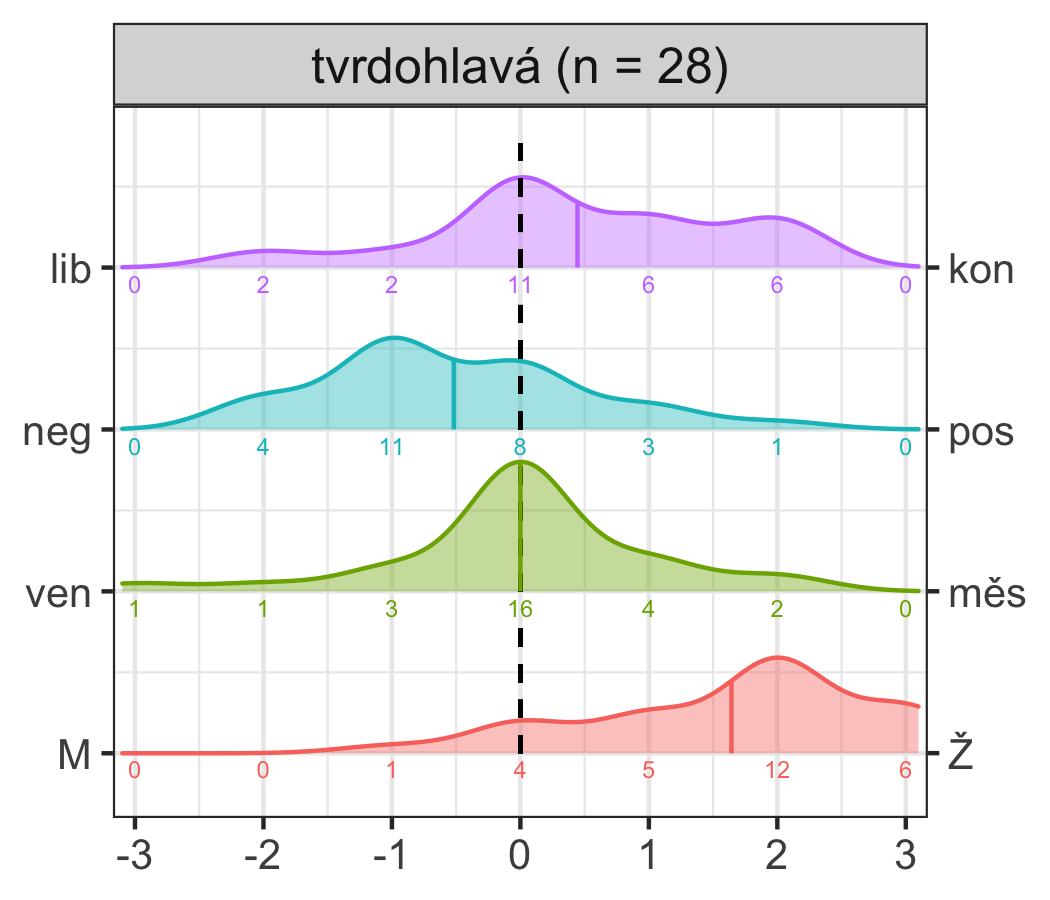 tvrdohlavá (n = 28)
lib kon
0 2 2 11 6 6 0
neg pos
0 4 11 8 3 1 0
ven měs
1 1 3 16 4 2 0
M Ž
0 0 1 4 5 12 6
-3 -2 -1 0 1 2 3